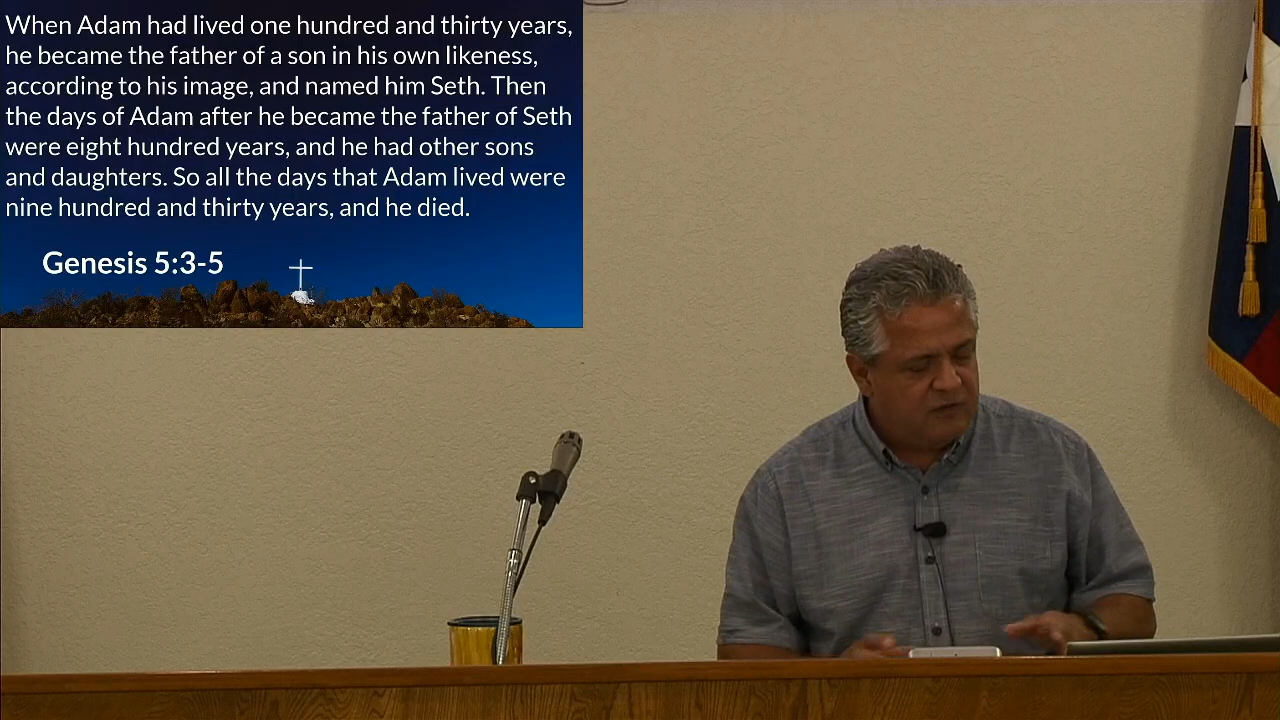 When Adam had lived one hundred and thirty years,
he became the father of a son in his own likeness,
according to his image, and named him Seth. Then
the days of Adam after he became the father of Seth
were eight hundred years, and he had other sons
and daughters. So all the days that Adam lived were
nine hundred and thirty years, and he died.
Genesis 5:3-5